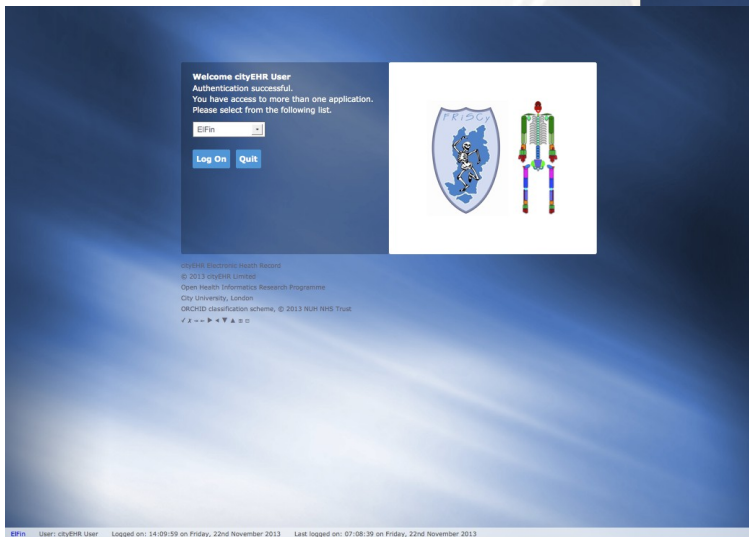 Welcome cityEHR User
Authentication successful.
You have access to more than one application.
Please select from the following list.
ElFin
Log On Quit
FRiSCy
cityEHR Electronic Health Record
© 2013 cityEHR Limited
Open Health Informatics Research Programme
City University, London
ORCHID classification scheme, © 2013 NUH NHS Trust
ElFin User: cityEHR User Logged on: 14:09:59 on Friday, 22nd November 2013 Last logged on: 07:08:39 on Friday, 22nd November 2013